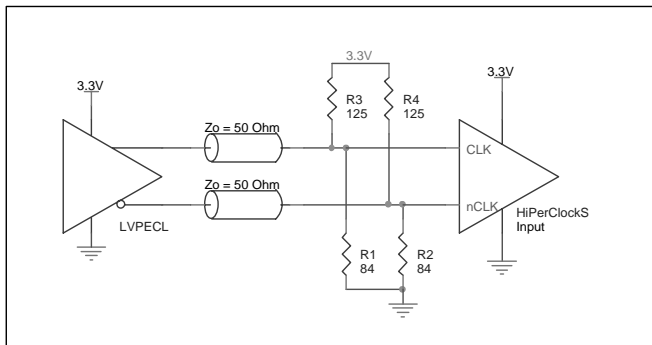 3.3V
3.3V
3.3V
R3
125
R4
125
Zo = 50 Ohm
CLK
Zo = 50 Ohm
nCLK
LVPECL
HiPerClockS
Input
R1
84
R2
84